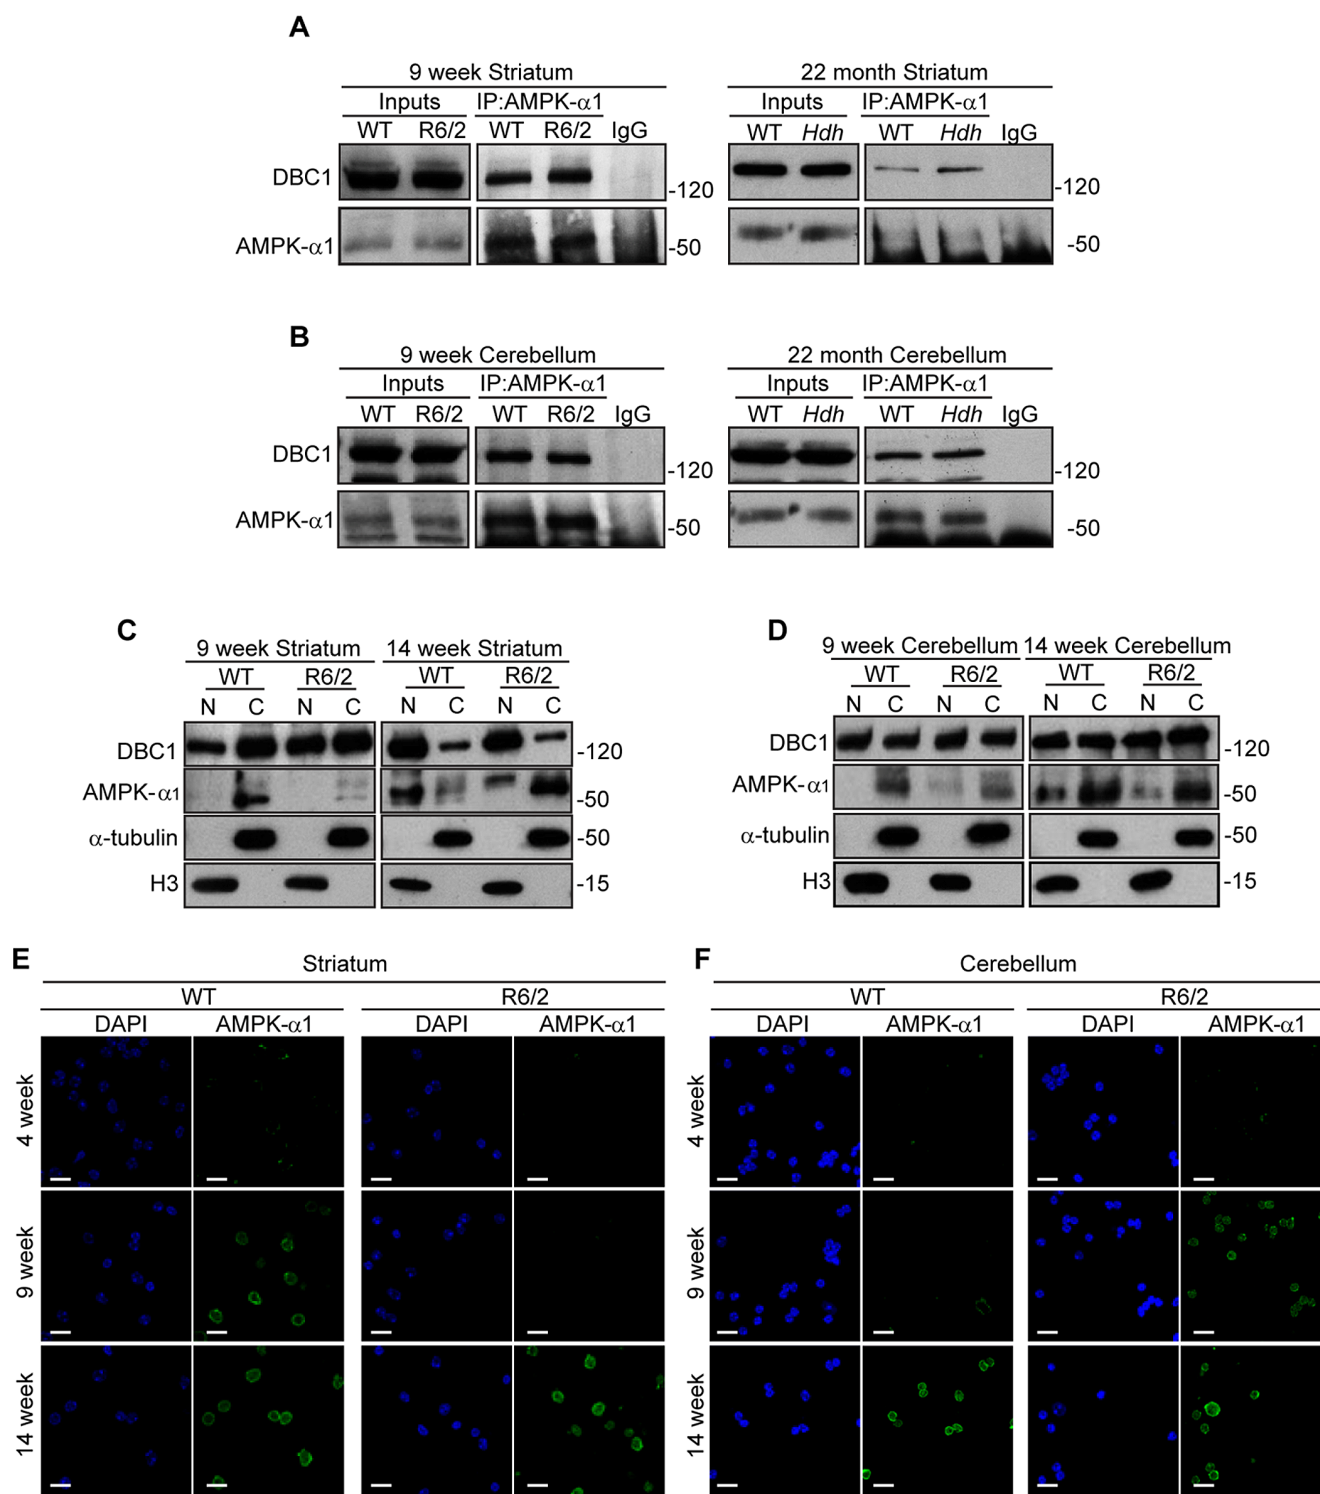 A
9 week Striatum
22 month Striatum
Inputs IP:AMPK-α1
Inputs IP:AMPK-α1
WT R6/2 WT R6/2 IgG
WT Hdh WT Hdh IgG
DBC1
-120
-120
AMPK-α1
-50
-50
B
9 week Cerebellum
22 month Cerebellum
Inputs IP:AMPK-α1
Inputs IP:AMPK-α1
WT R6/2 WT R6/2 IgG
WT Hdh WT Hdh IgG
DBC1
-120
-120
AMPK-α1
-50
-50
C
9 week Striatum 14 week Striatum
WT R6/2 WT R6/2
N C N C N C N C
DBC1
-120
AMPK-α1
-50
α-tubulin
-50
H3
-15
D
9 week Cerebellum 14 week Cerebellum
WT R6/2 WT R6/2
N C N C N C N C
DBC1
-120
AMPK-α1
-50
α-tubulin
-50
H3
-15
E
Striatum
WT R6/2
DAPI AMPK-α1 DAPI AMPK-α1
4 week
9 week
14 week
F
Cerebellum
WT R6/2
DAPI AMPK-α1 DAPI AMPK-α1
4 week
9 week
14 week